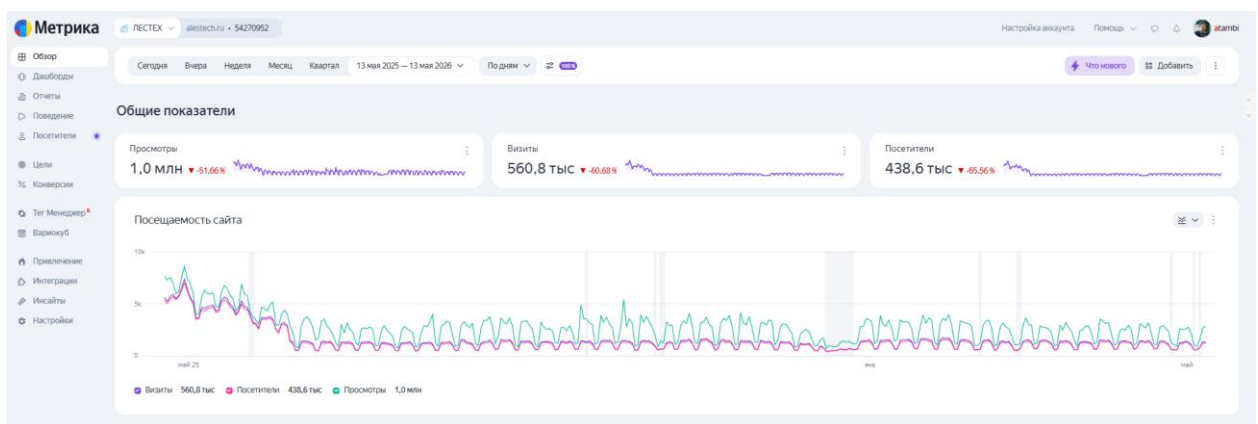 Метрика
ЛЕСТЕХ alestech.ru • 54270952
Настройка аккаунта Помощь atambi
Обзор
Дашборды
Отчеты
Поведение
Посетители
Цели
Конверсии
Тег Менеджер β
Вариокуб
Привлечение
Интеграции
Инсайты
Настройки
Сегодня Вчера Неделя Месяц Квартал 13 мая 2025 — 13 мая 2026 По дням 100%
Что нового Добавить
Общие показатели
Просмотры
1,0 млн ▼ -51,66%
Визиты
560,8 тыс ▼ -60,68%
Посетители
438,6 тыс ▼ -65,56%
Посещаемость сайта
10k
5k
0
май 25 янв май
Визиты 560,8 тыс Посетители 438,6 тыс Просмотры 1,0 млн